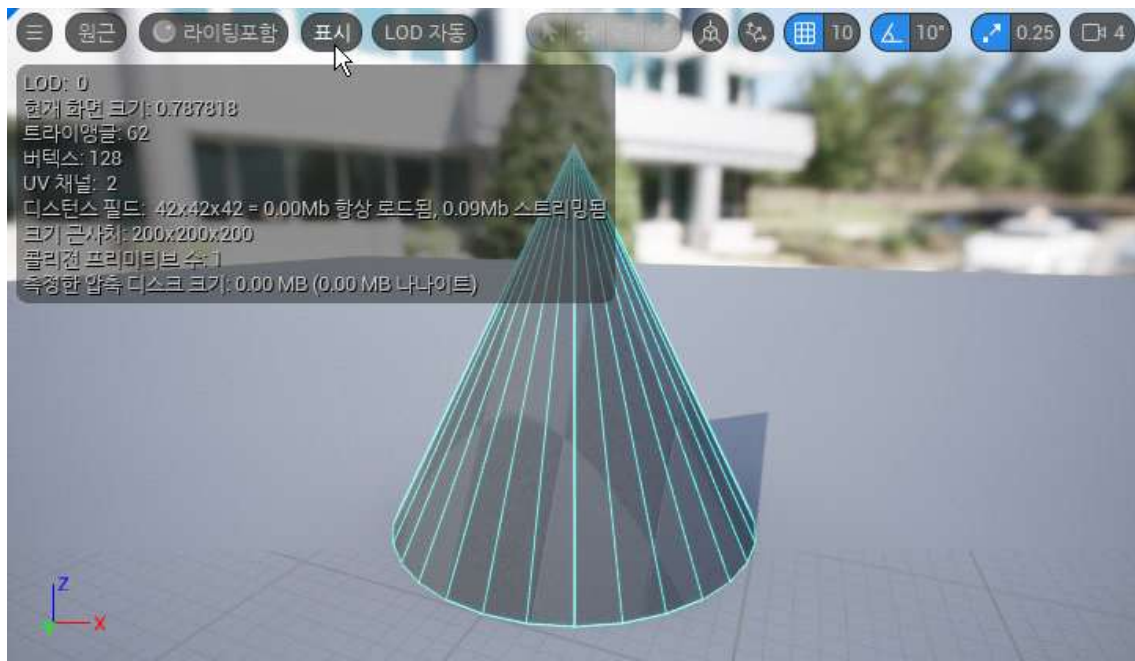 원근 라이팅포함 표시 LOD 자동 10 10° 0.25 4
LOD: 0
현재 화면 크기: 0.787818
트라이앵글: 62
버텍스: 128
UV 채널: 2
디스턴스 필드: 42x42x42 = 0.00Mb 항상 로드됨, 0.09Mb 스트리밍됨
크기 근사치: 200x200x200
콜리전 프리미티브 수: 1
측정한 압축 디스크 크기: 0.00 MB (0.00 MB 나나이트)
Z
X